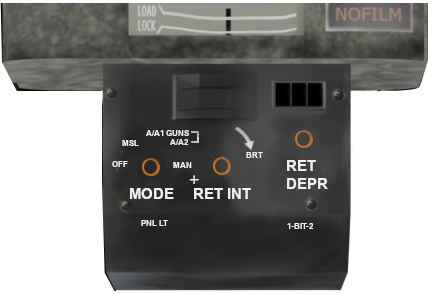 LOAD
LOCK
NOFILM
A/A1 GUNS
A/A2
MSL
BRT
OFF
MAN
RET
DEPR
MODE
+
RET INT
PNL LT
1-BIT-2